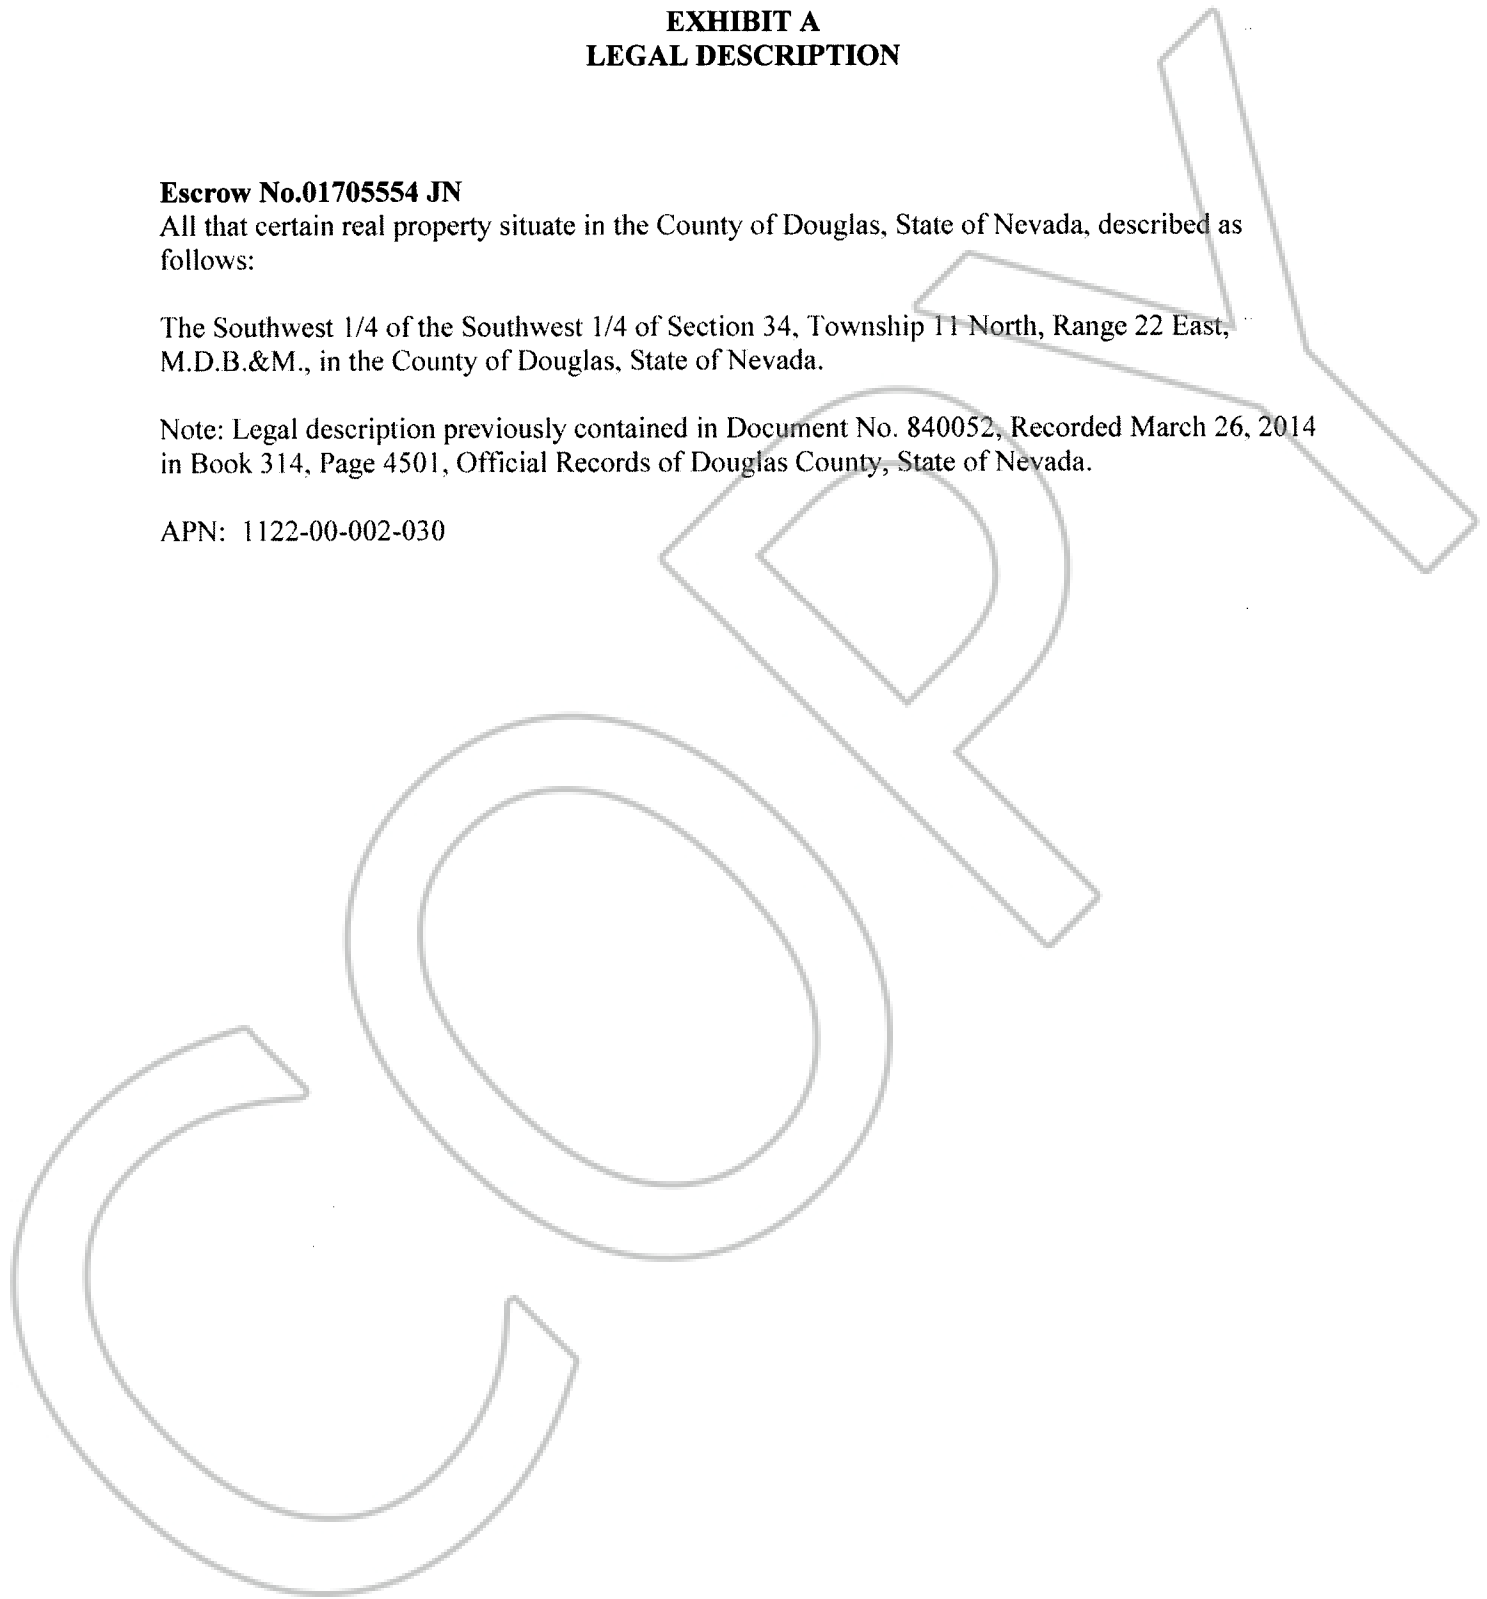 EXHIBIT A
LEGAL DESCRIPTION
Escrow No.01705554 JN
All that certain real property situate in the County of Douglas, State of Nevada, described as
follows:
The Southwest 1/4 of the Southwest 1/4 of Section 34, Township 11 North, Range 22 East,
M.D.B.&M., in the County of Douglas, State of Nevada.
Note: Legal description previously contained in Document No. 840052, Recorded March 26, 2014
in Book 314, Page 4501, Official Records of Douglas County, State of Nevada.
APN: 1122-00-002-030
COPY